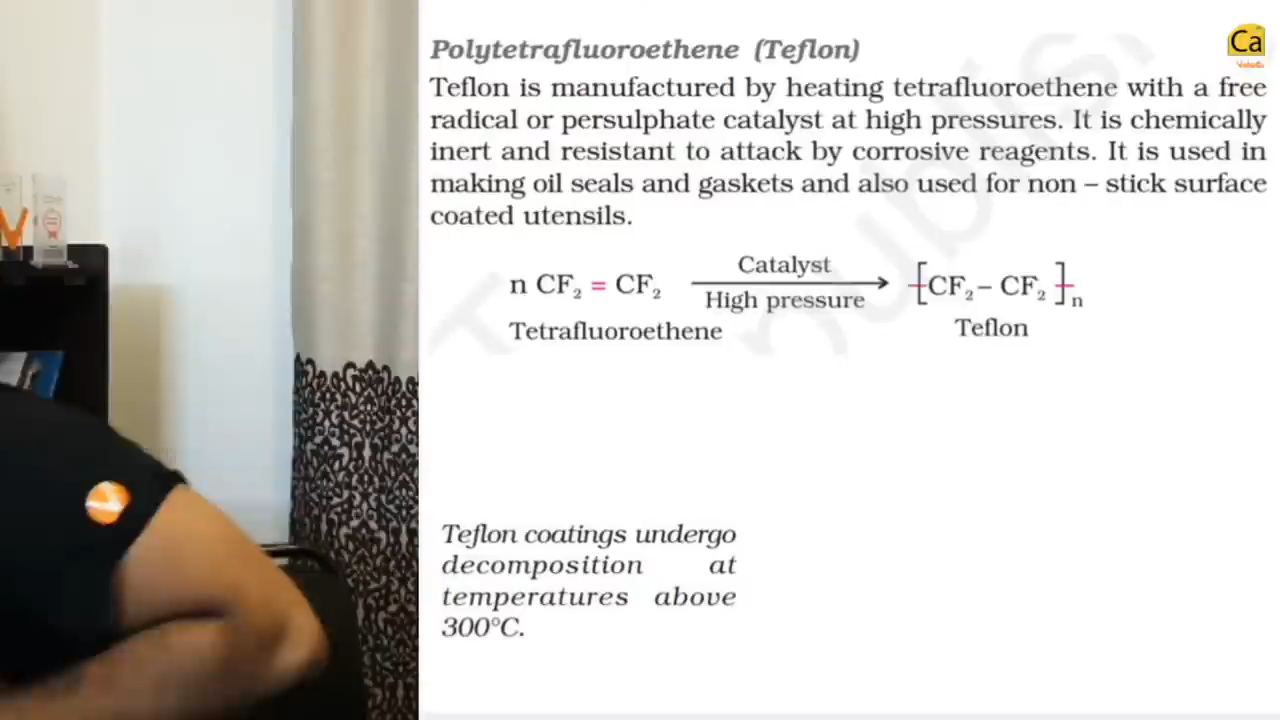 Polytetrafluoroethene (Teflon)
Teflon is manufactured by heating tetrafluoroethene with a free
radical or persulphate catalyst at high pressures. It is chemically
inert and resistant to attack by corrosive reagents. It is used in
making oil seals and gaskets and also used for non – stick surface
coated utensils.
n CF₂ = CF₂ Catalyst High pressure [CF₂ – CF₂]ₙ
Tetrafluoroethene Teflon
Teflon coatings undergo
decomposition at
temperatures above
300°C.
Ca